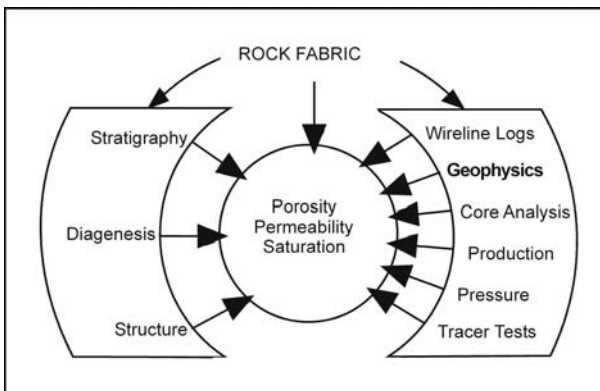 ROCK FABRIC
Stratigraphy
Diagenesis
Structure
Porosity
Permeability
Saturation
Wireline Logs
Geophysics
Core Analysis
Production
Pressure
Tracer Tests